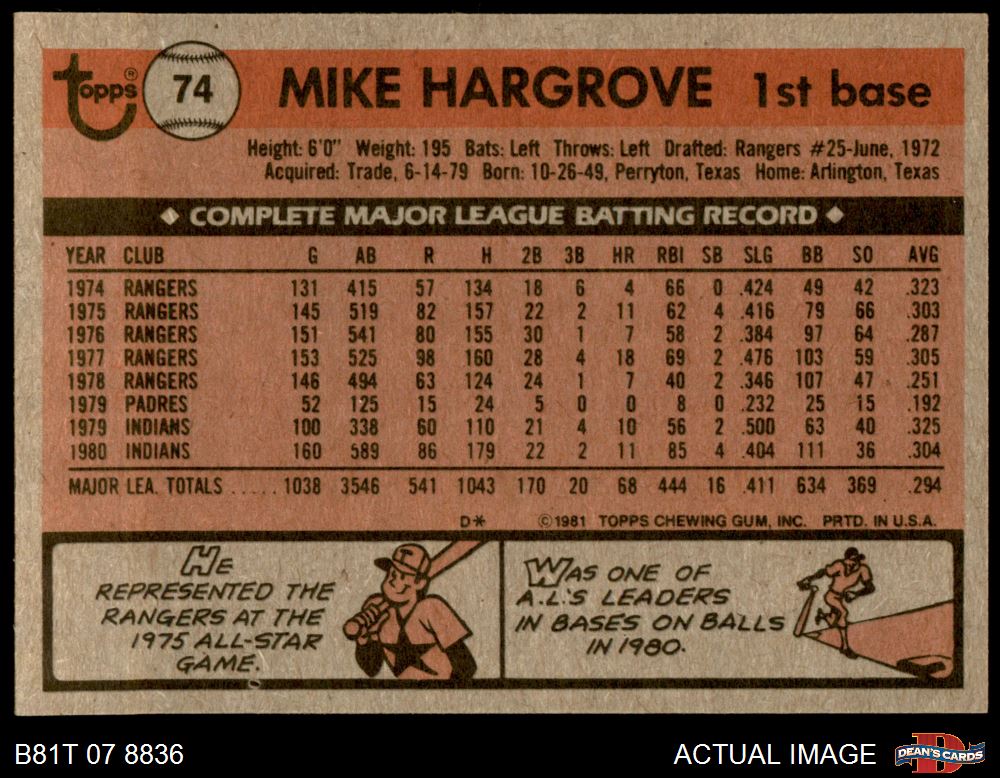 topps® 74 MIKE HARGROVE 1st base
Height: 6'0" Weight: 195 Bats: Left Throws: Left Drafted: Rangers #25-June, 1972
Acquired: Trade, 6-14-79 Born: 10-26-49, Perryton, Texas Home: Arlington, Texas
COMPLETE MAJOR LEAGUE BATTING RECORD
YEAR CLUB G AB R H 2B 3B HR RBI SB SLG BB SO AVG
1974 RANGERS 131 415 57 134 18 6 4 66 0 .424 49 42 .323
1975 RANGERS 145 519 82 157 22 2 11 62 4 .416 79 66 .303
1976 RANGERS 151 541 80 155 30 1 7 58 2 .384 97 64 .287
1977 RANGERS 153 525 98 160 28 4 18 69 2 .476 103 59 .305
1978 RANGERS 146 494 63 124 24 1 7 40 2 .346 107 47 .251
1979 PADRES 52 125 15 24 5 0 0 8 0 .232 25 15 .192
1979 INDIANS 100 338 60 110 21 4 10 56 2 .500 63 40 .325
1980 INDIANS 160 589 86 179 22 2 11 85 4 .404 111 36 .304
MAJOR LEA. TOTALS ..... 1038 3546 541 1043 170 20 68 444 16 .411 634 369 .294
D* ©1981 TOPPS CHEWING GUM, INC. PRTD. IN U.S.A.
HE
REPRESENTED THE
RANGERS AT THE
1975 ALL-STAR
GAME.
T
WAS ONE OF
A.L.'S LEADERS
IN BASES ON BALLS
IN 1980.
B81T 07 8836 ACTUAL IMAGE DEAN'S CARDS